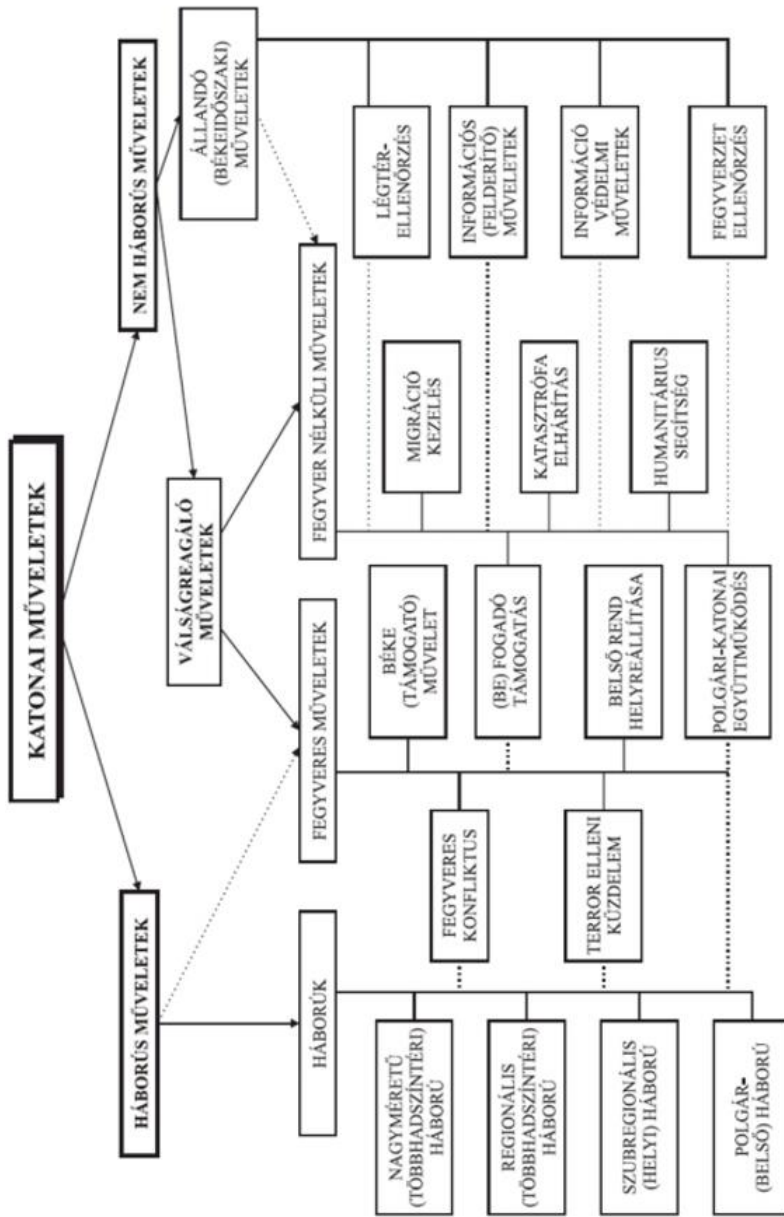 KATONAI MŰVELETEK
HÁBORÚS MŰVELETEK
NEM HÁBORÚS MŰVELETEK
VÁLSÁGREAGÁLÓ
MŰVELETEK
ÁLLANDÓ
(BÉKEIDŐSZAKI)
MŰVELETEK
HÁBORÚK
FEGYVERES MŰVELETEK
FEGYVER NÉLKÜLI MŰVELETEK
NAGYMÉRETŰ
(TÖBBHADSZÍNTÉRI)
HÁBORÚ
REGIONÁLIS
(TÖBBHADSZÍNTÉRI)
HÁBORÚ
SZUBREGIONÁLIS
(HELYI) HÁBORÚ
POLGÁR-
(BELSŐ) HÁBORÚ
FEGYVERES
KONFLIKTUS
TERROR ELLENI
KÜZDELEM
BÉKE
(TÁMOGATÓ)
MŰVELET
(BE) FOGADÓ
TÁMOGATÁS
BELSŐ REND
HELYREÁLLÍTÁSA
POLGÁRI-KATONAI
EGYÜTTMŰKÖDÉS
MIGRÁCIÓ
KEZELÉS
KATASZTRÓFA
ELHÁRÍTÁS
HUMANITÁRIUS
SEGÍTSÉG
LÉGTÉR-
ELLENŐRZÉS
INFORMÁCIÓS
(FELDERÍTŐ)
MŰVELETEK
INFORMÁCIÓ
VÉDELMI
MŰVELETEK
FEGYVERZET
ELLENŐRZÉS